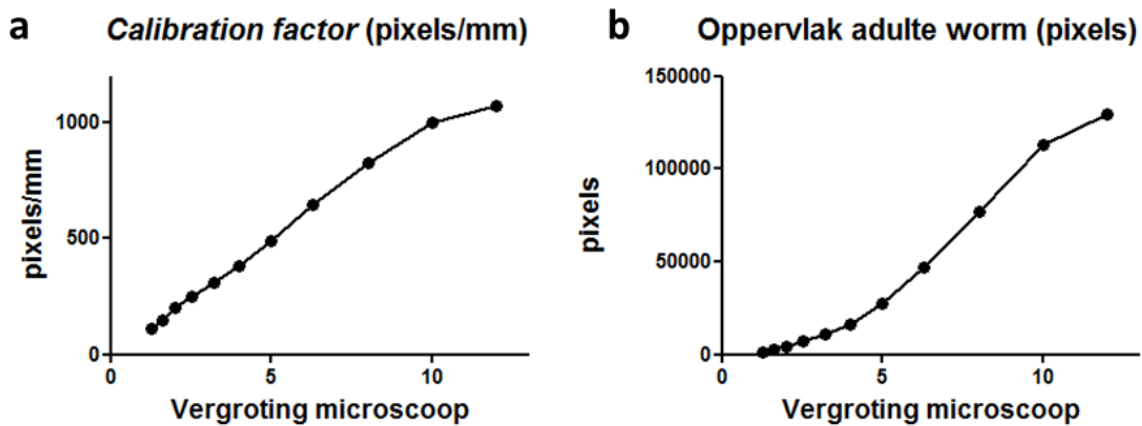 a
Calibration factor (pixels/mm)
pixels/mm
1000
500
0
0
5
10
Vergroting microscoop
b
Oppervlak adulte worm (pixels)
pixels
150000
100000
50000
0
0
5
10
Vergroting microscoop